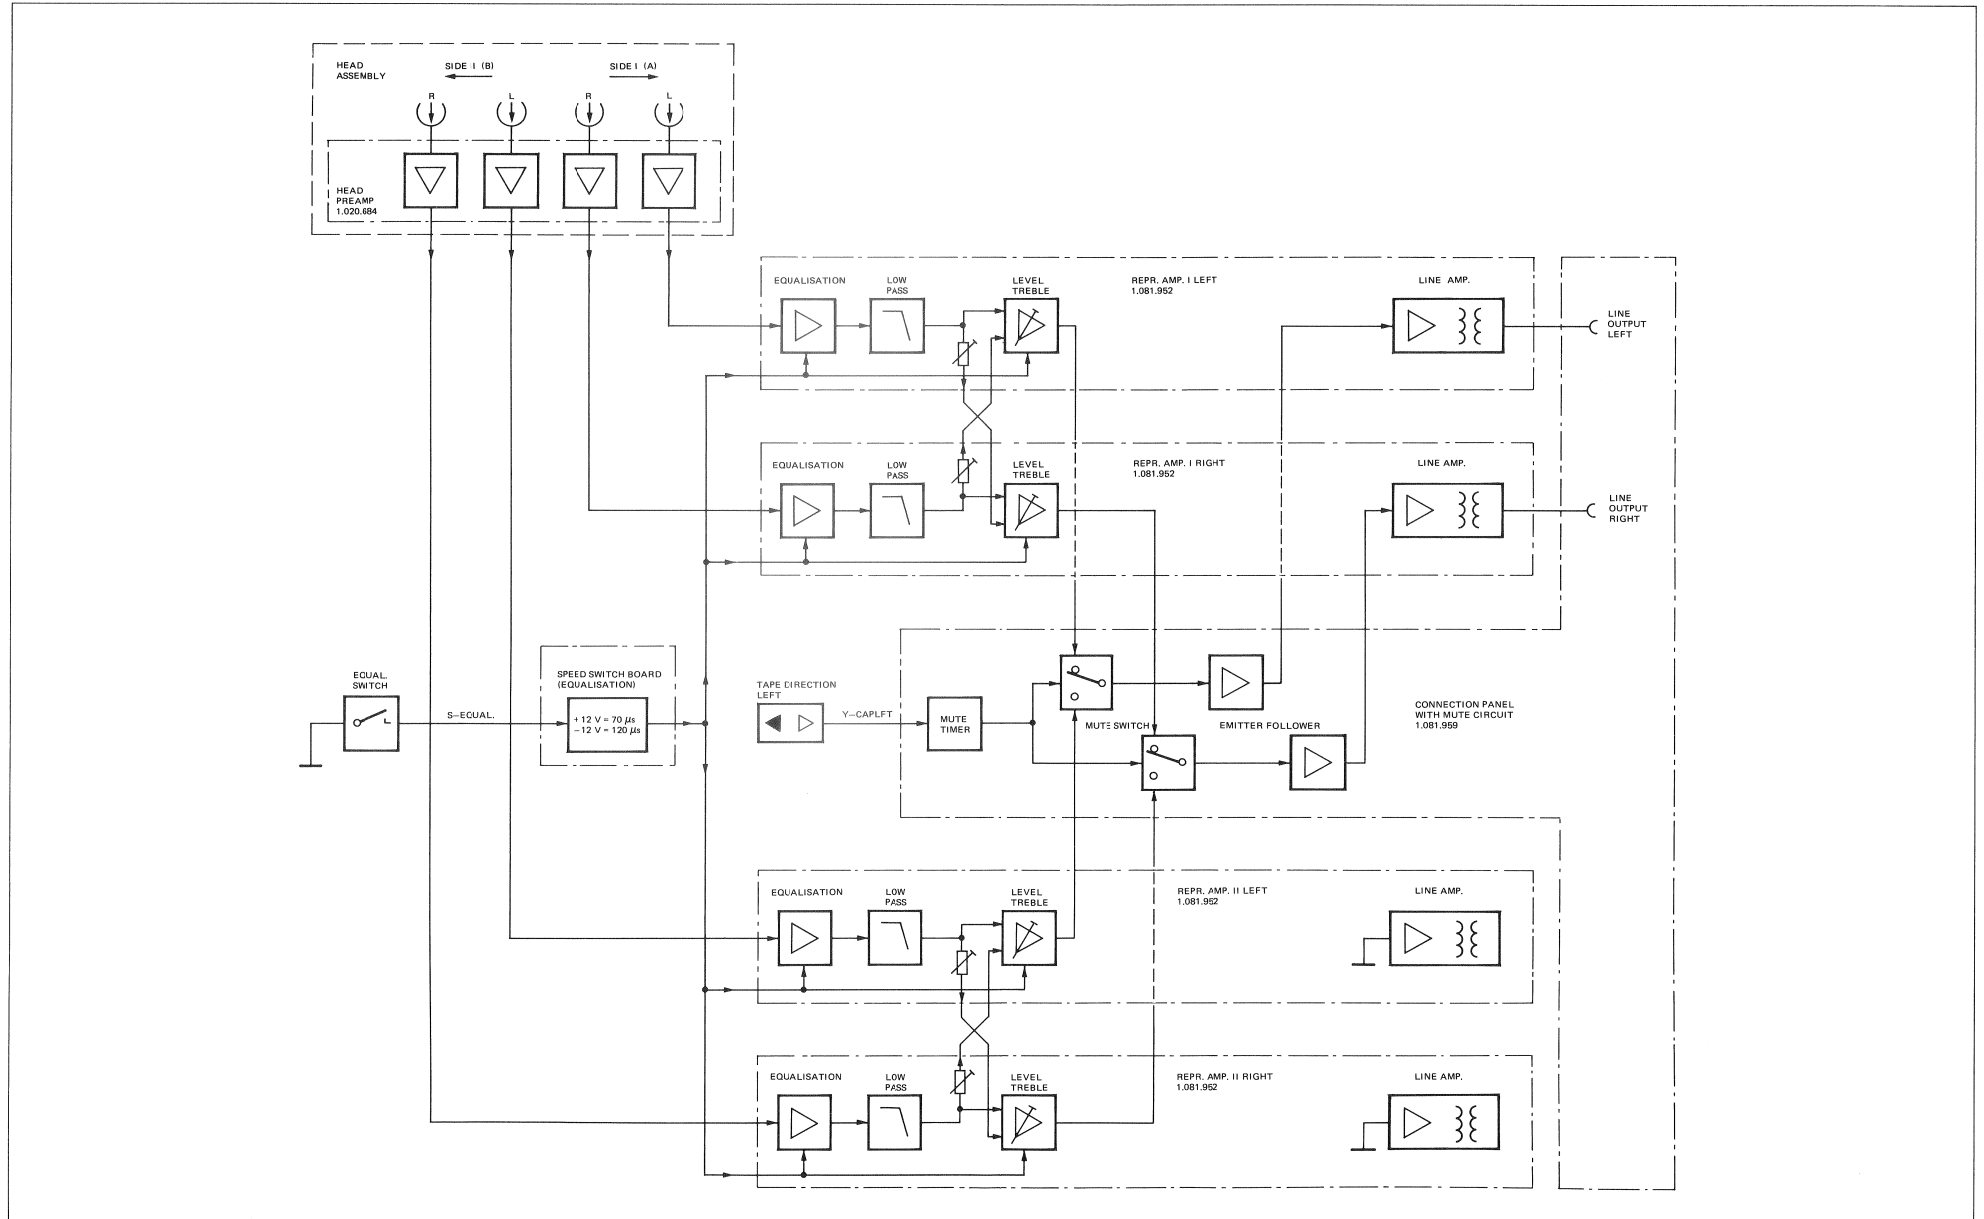 HEAD
ASSEMBLY
SIDE II (B)
SIDE I (A)
R
L
R
L
HEAD
PREAMP
1.020.684
EQUALISATION
LOW
PASS
LEVEL
TREBLE
REPR. AMP. I LEFT
1.081.952
LINE AMP.
LINE
OUTPUT
LEFT
EQUALISATION
LOW
PASS
LEVEL
TREBLE
REPR. AMP. I RIGHT
1.081.952
LINE AMP.
LINE
OUTPUT
RIGHT
EQUAL.
SWITCH
S-EQUAL.
SPEED SWITCH BOARD
(EQUALISATION)
+ 12 V = 70 µs
− 12 V = 120 µs
TAPE DIRECTION
LEFT
Y-CAPLFT
MUTE
TIMER
MUTE SWITCH
EMITTER FOLLOWER
CONNECTION PANEL
WITH MUTE CIRCUIT
1.081.959
EQUALISATION
LOW
PASS
LEVEL
TREBLE
REPR. AMP. II LEFT
1.081.952
LINE AMP.
EQUALISATION
LOW
PASS
LEVEL
TREBLE
REPR. AMP. II RIGHT
1.081.952
LINE AMP.